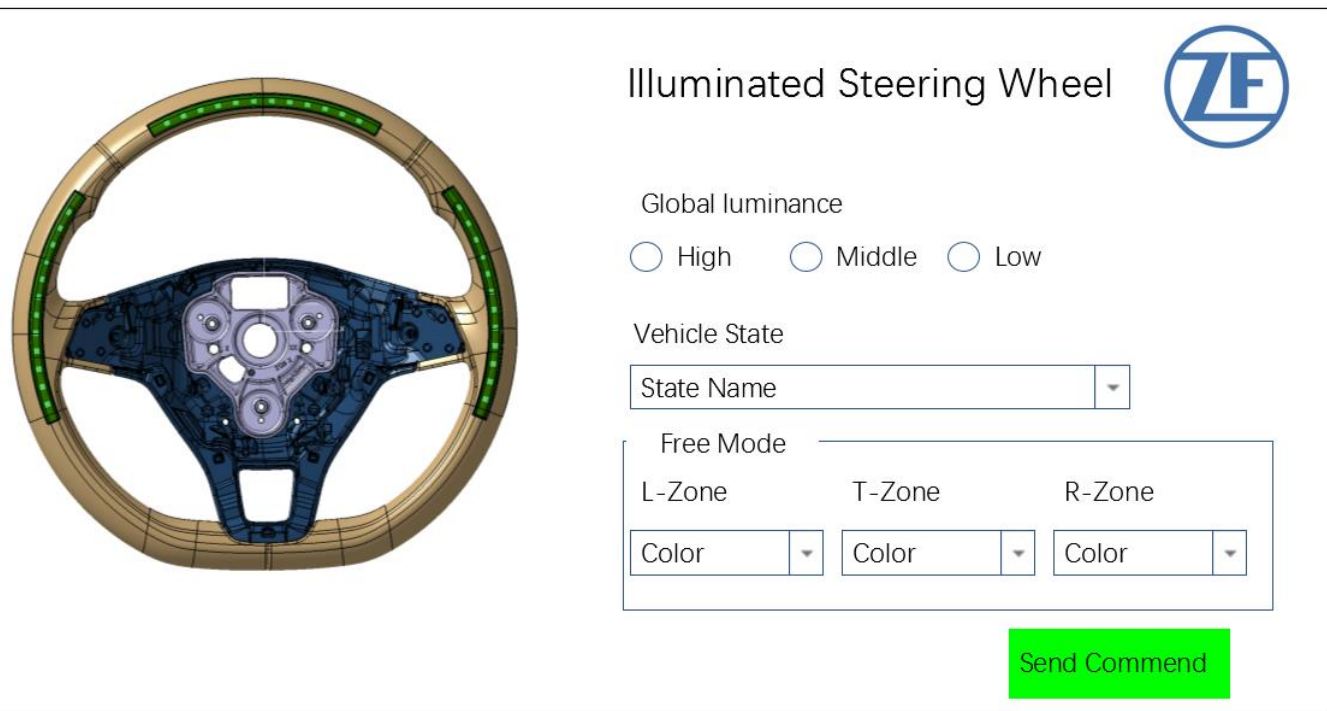 Illuminated Steering Wheel
ZF
Global luminance
High Middle Low
Vehicle State
State Name
Free Mode
L-Zone T-Zone R-Zone
Color Color Color
Send Commend